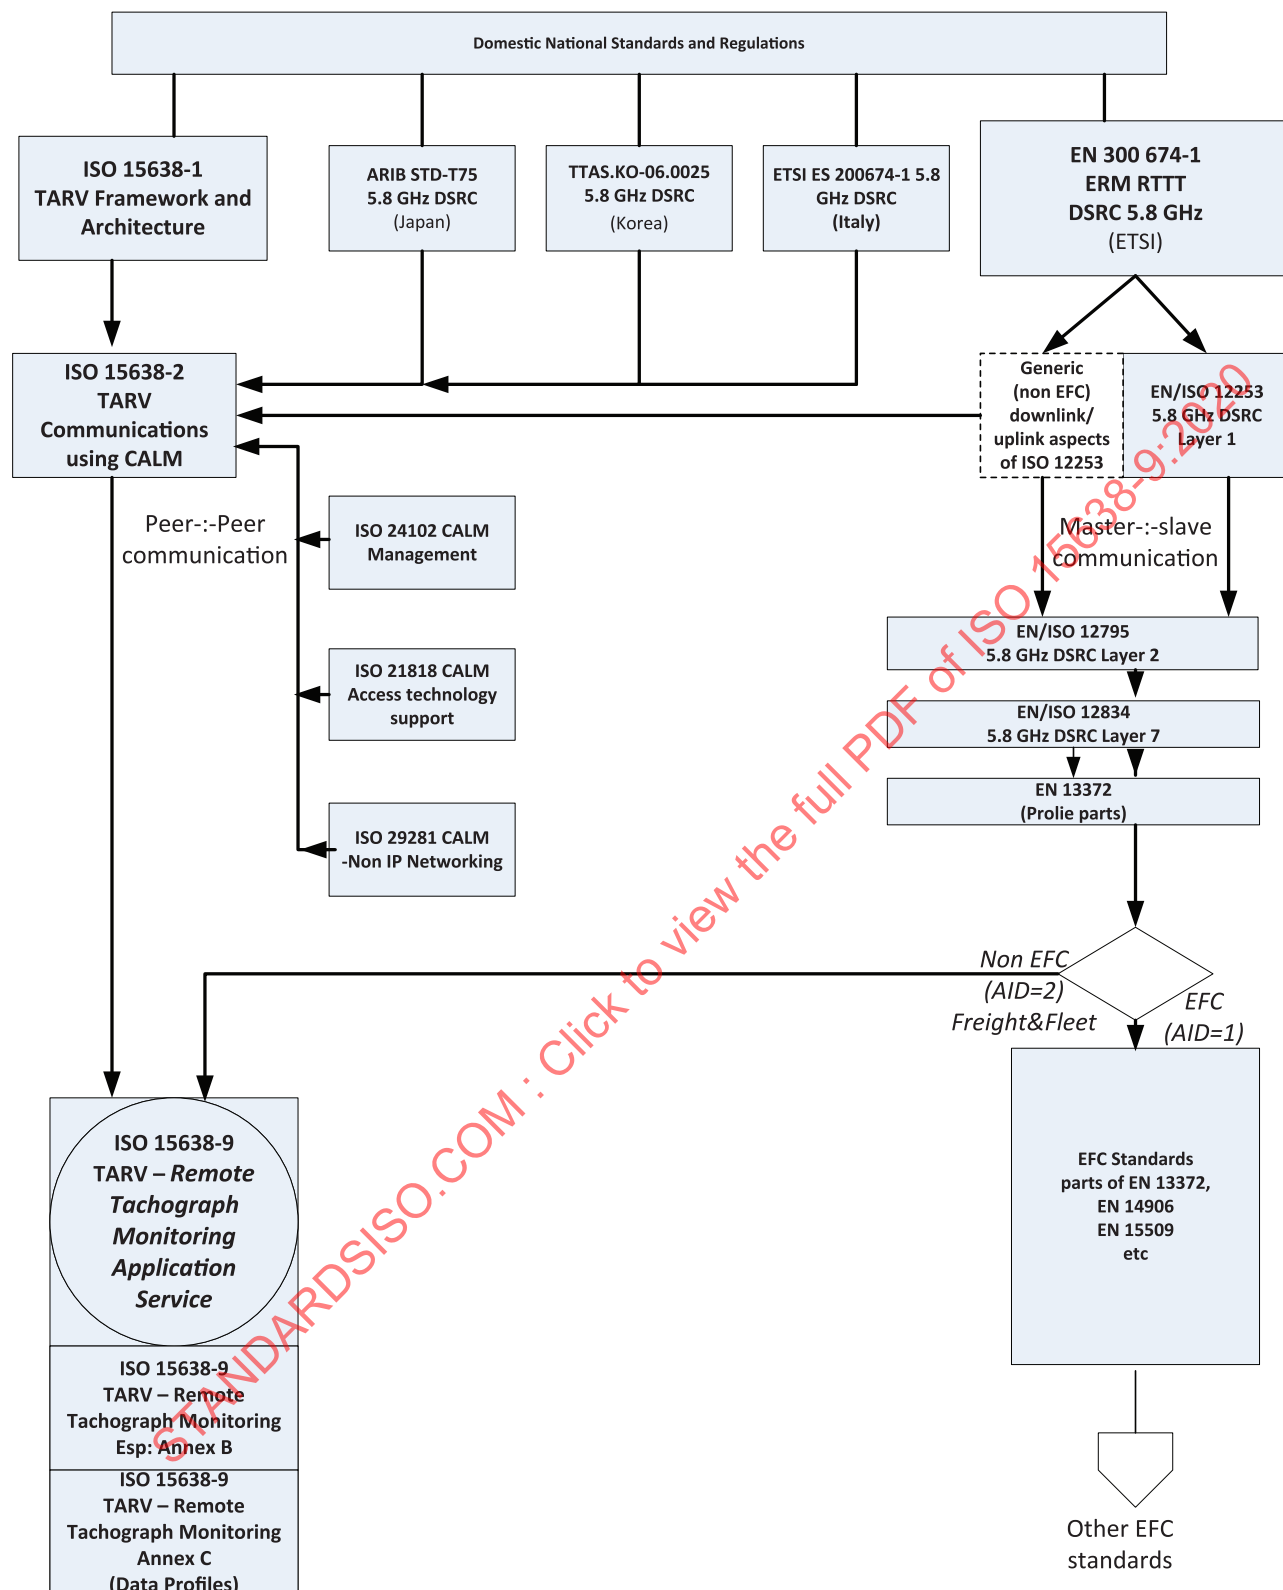 Domestic National Standards and Regulations
ISO 15638-1
TARV Framework and
Architecture
ARIB STD-T75
5.8 GHz DSRC
(Japan)
TTAS.KO-06.0025
5.8 GHz DSRC
(Korea)
ETSI ES 200674-1 5.8
GHz DSRC
(Italy)
EN 300 674-1
ERM RTTT
DSRC 5.8 GHz
(ETSI)
ISO 15638-2
TARV
Communications
using CALM
Generic
(non EFC)
downlink/
uplink aspects
of ISO 12253
EN/ISO 12253
5.8 GHz DSRC
Layer 1
Peer-:-Peer
communication
ISO 24102 CALM
Management
Master-:-slave
communication
ISO 21818 CALM
Access technology
support
EN/ISO 12795
5.8 GHz DSRC Layer 2
EN/ISO 12834
5.8 GHz DSRC Layer 7
EN 13372
(Prolie parts)
ISO 29281 CALM
-Non IP Networking
Non EFC
(AID=2)
Freight&Fleet
EFC
(AID=1)
ISO 15638-9
TARV – Remote
Tachograph
Monitoring
Application
Service
EFC Standards
parts of EN 13372,
EN 14906
EN 15509
etc
ISO 15638-9
TARV – Remote
Tachograph Monitoring
Esp: Annex B
ISO 15638-9
TARV – Remote
Tachograph Monitoring
Annex C
(Data Profiles)
Other EFC
standards
STANDARDSISO.COM : Click to view the full PDF of ISO 15638-9:2020